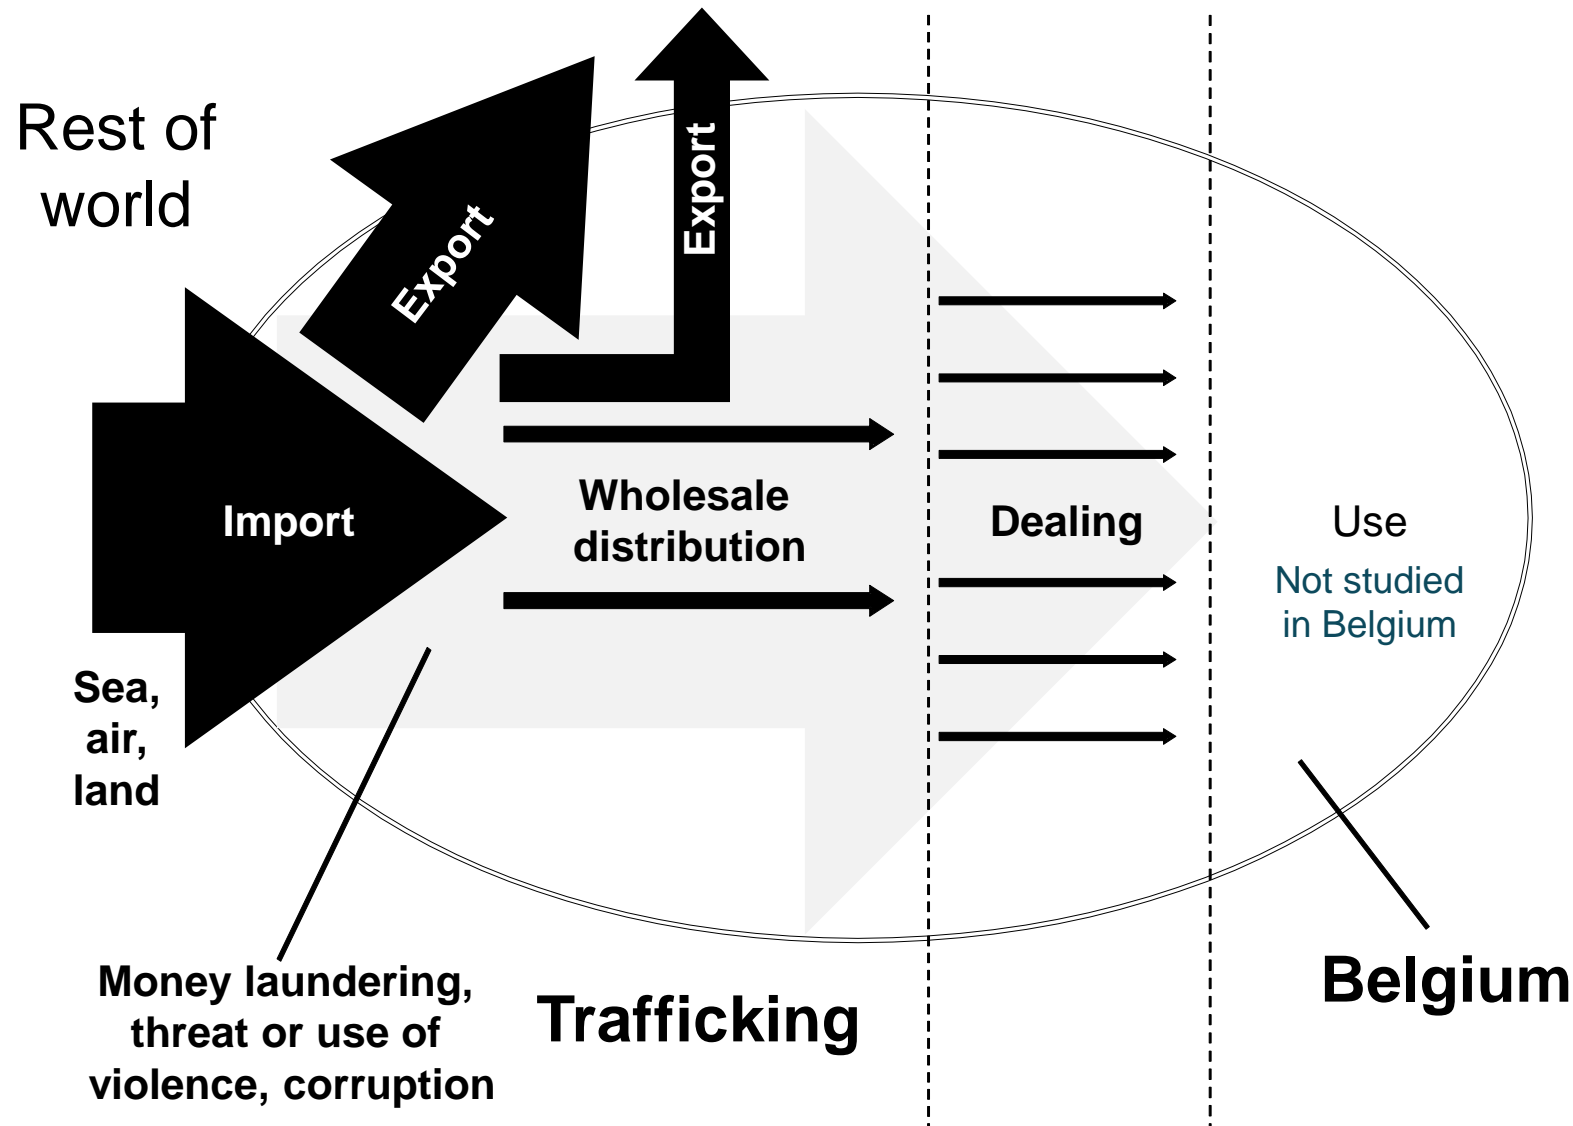 Rest of
world
Export
Export
Import
Wholesale
distribution
Dealing
Use
Not studied
in Belgium
Sea,
air,
land
Money laundering,
threat or use of
violence, corruption
Trafficking
Belgium